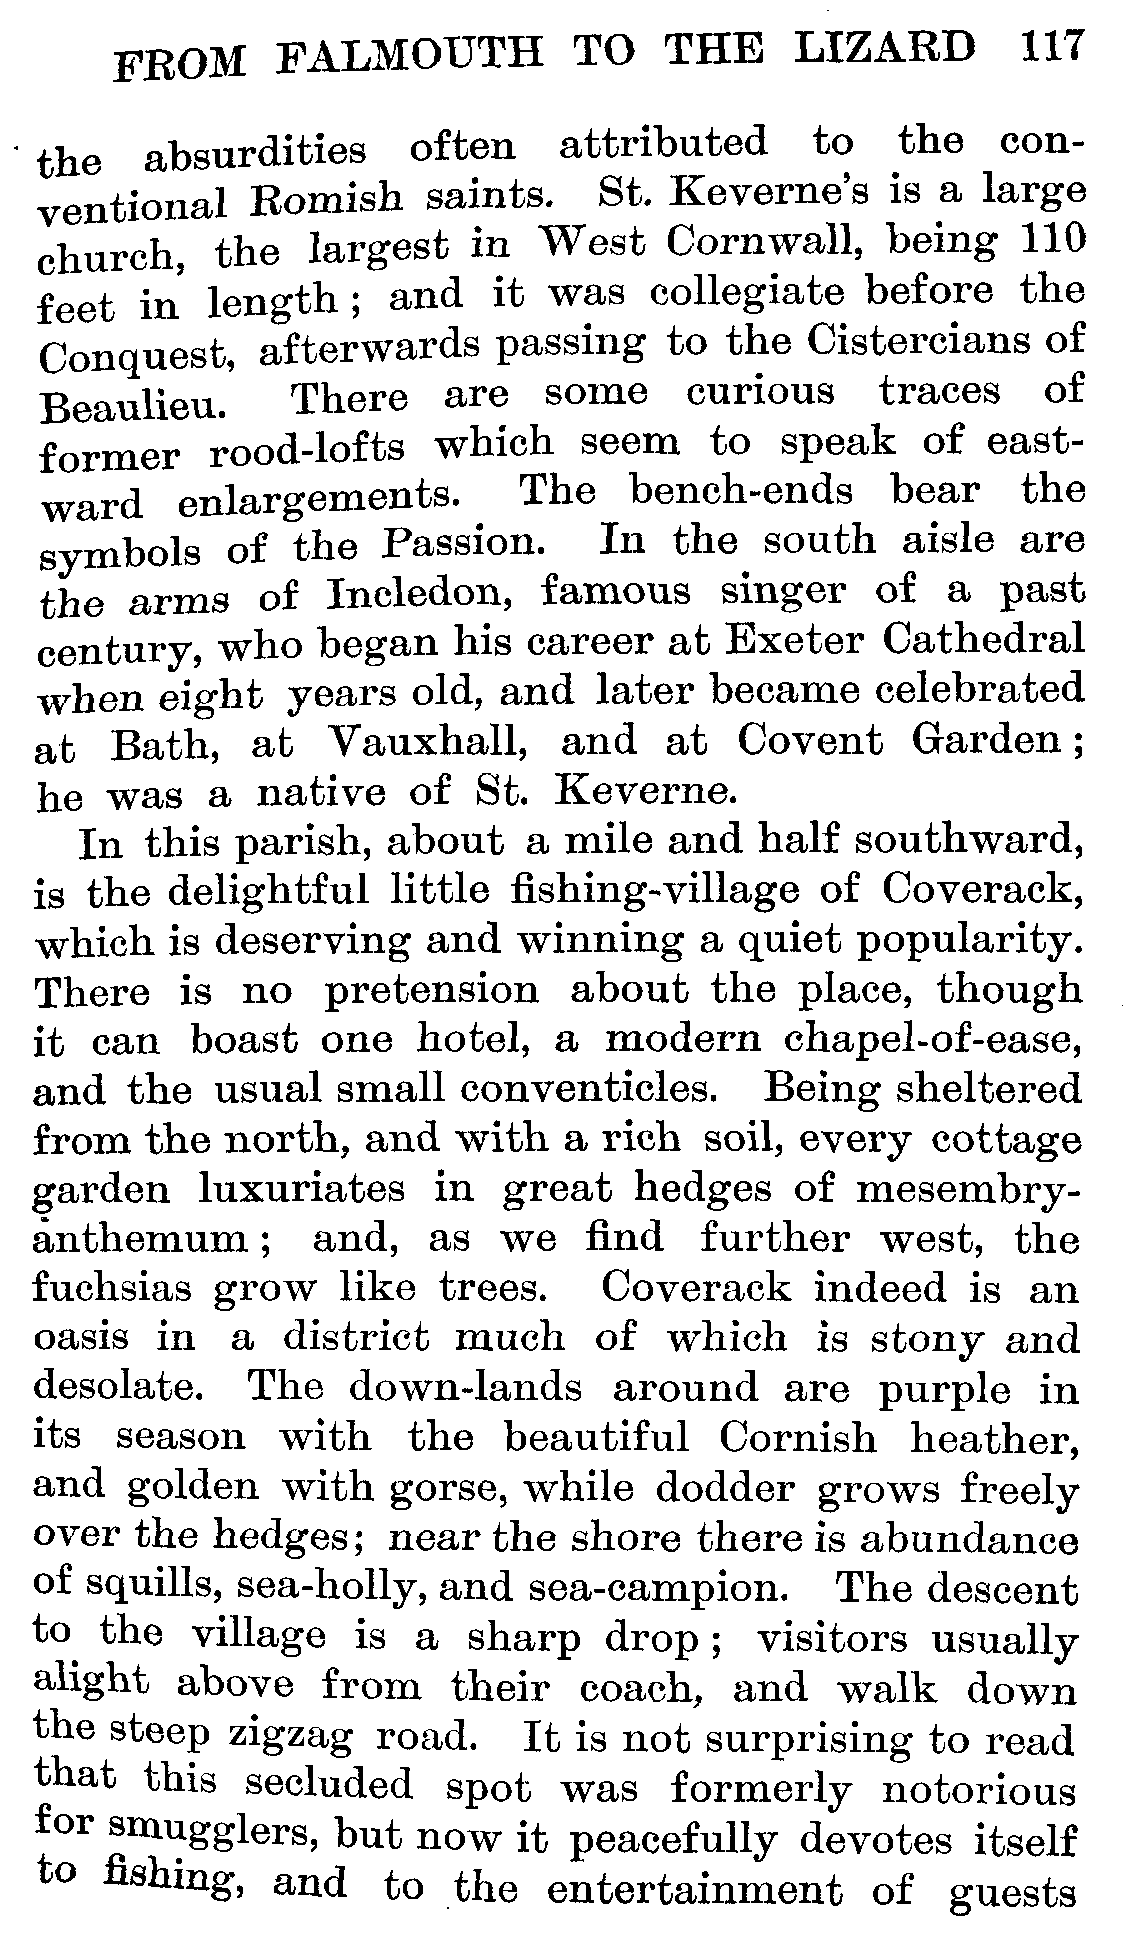 FROM FALMOUTH TO THE LIZARD 117
the absurdities often attributed to the con-
ventional Romish saints. St. Keverne's is a large
church, the largest in West Cornwall, being 110
feet in length ; and it was collegiate before the
Conquest, afterwards passing to the Cistercians of
Beaulieu. There are some curious traces of
former rood-lofts which seem to speak of east-
ward enlargements. The bench-ends bear the
symbols of the Passion. In the south aisle are
the arms of Incledon, famous singer of a past
century, who began his career at Exeter Cathedral
when eight years old, and later became celebrated
at Bath, at Vauxhall, and at Covent Garden ;
he was a native of St. Keverne.
In this parish, about a mile and half southward,
is the delightful little fishing-village of Coverack,
which is deserving and winning a quiet popularity.
There is no pretension about the place, though
it can boast one hotel, a modern chapel-of-ease,
and the usual small conventicles. Being sheltered
from the north, and with a rich soil, every cottage
garden luxuriates in great hedges of mesembry-
anthemum ; and, as we find further west, the
fuchsias grow like trees. Coverack indeed is an
oasis in a district much of which is stony and
desolate. The down-lands around are purple in
its season with the beautiful Cornish heather,
and golden with gorse, while dodder grows freely
over the hedges; near the shore there is abundance
of squills, sea-holly, and sea-campion. The descent
to the village is a sharp drop ; visitors usually
alight above from their coach, and walk down
the steep zigzag road. It is not surprising to read
that this secluded spot was formerly notorious
for smugglers, but now it peacefully devotes itself
to fishing, and to the entertainment of guests